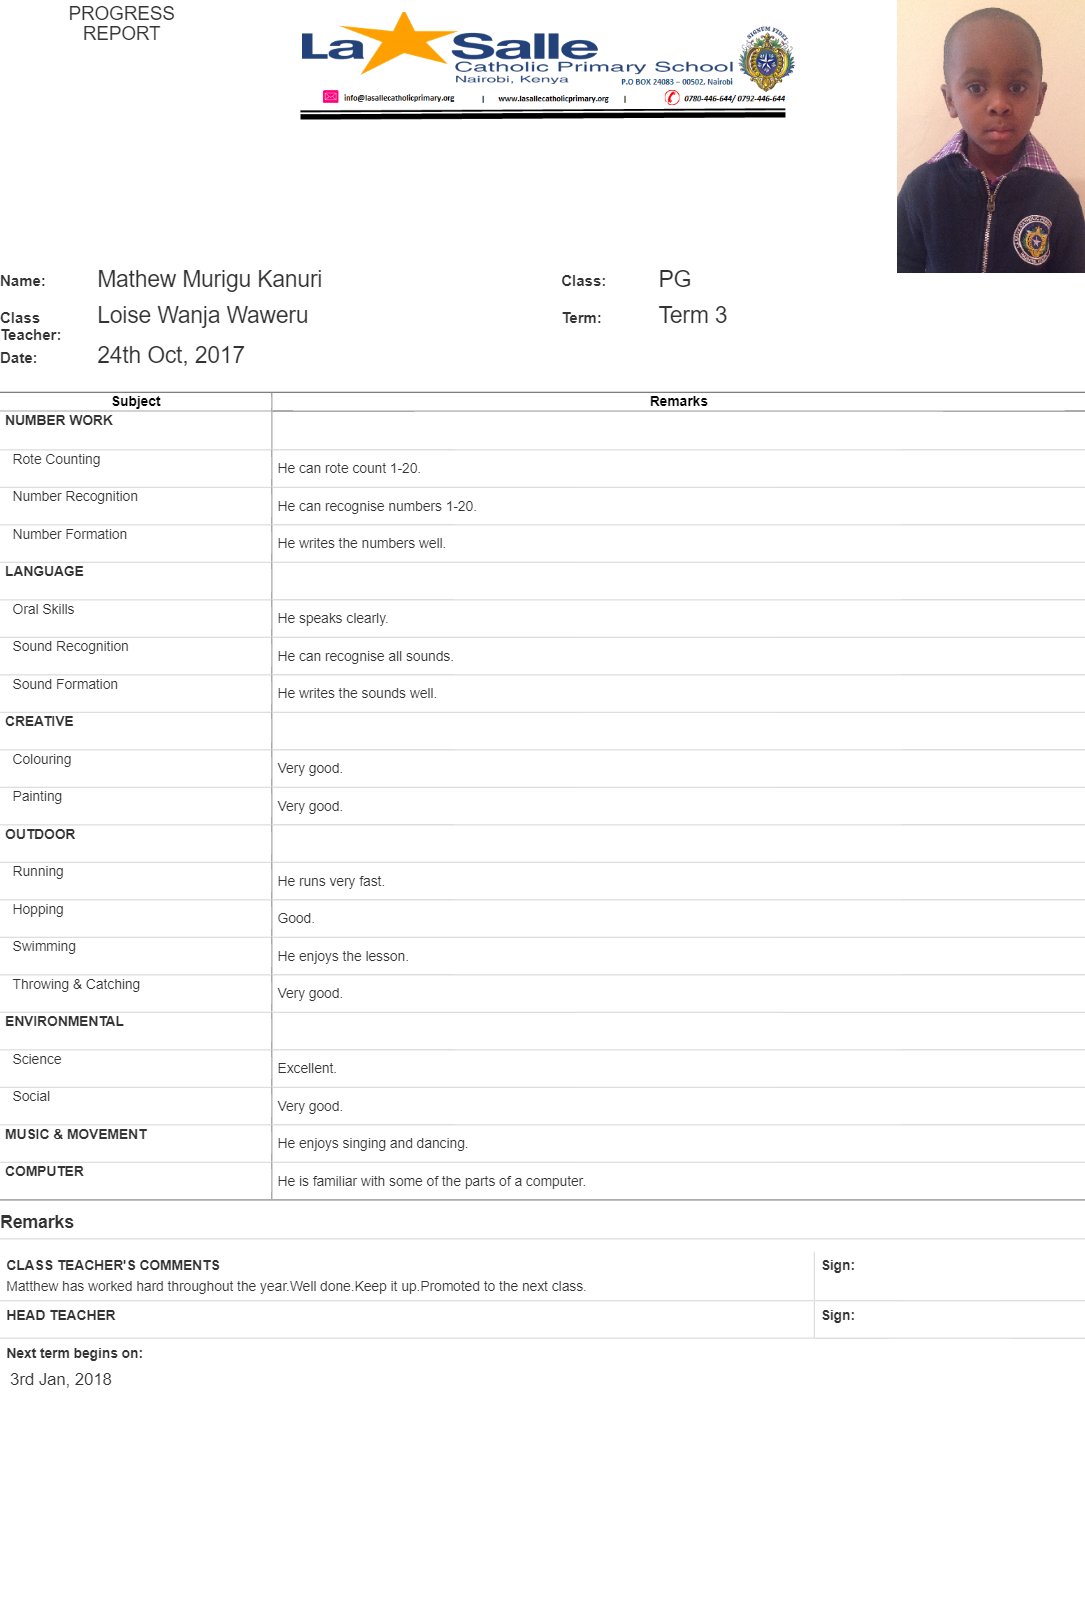 PROGRESS
REPORT
La Salle
Catholic Primary School
Nairobi, Kenya
P.O BOX 24083 – 00502. Nairobi
SIGNUM FIDEI
info@lasallecatholicprimary.org | www.lasallecatholicprimary.org | 0780-446-644/ 0792-446-644
Name: Mathew Murigu Kanuri Class: PG
Class Teacher: Loise Wanja Waweru Term: Term 3
Date: 24th Oct, 2017
Subject Remarks
NUMBER WORK
Rote Counting He can rote count 1-20.
Number Recognition He can recognise numbers 1-20.
Number Formation He writes the numbers well.
LANGUAGE
Oral Skills He speaks clearly.
Sound Recognition He can recognise all sounds.
Sound Formation He writes the sounds well.
CREATIVE
Colouring Very good.
Painting Very good.
OUTDOOR
Running He runs very fast.
Hopping Good.
Swimming He enjoys the lesson.
Throwing & Catching Very good.
ENVIRONMENTAL
Science Excellent.
Social Very good.
MUSIC & MOVEMENT He enjoys singing and dancing.
COMPUTER He is familiar with some of the parts of a computer.
Remarks
CLASS TEACHER'S COMMENTS Sign:
Matthew has worked hard throughout the year.Well done.Keep it up.Promoted to the next class.
HEAD TEACHER Sign:
Next term begins on:
3rd Jan, 2018